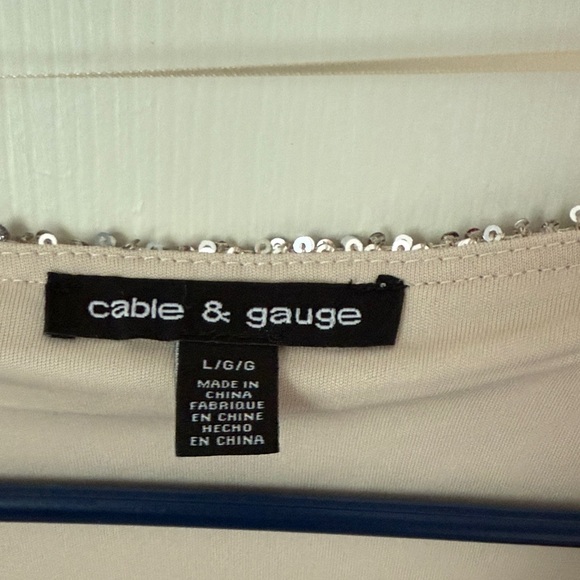 cable & gauge
L/G/G
MADE IN
CHINA
FABRIQUE
EN CHINE
HECHO
EN CHINA